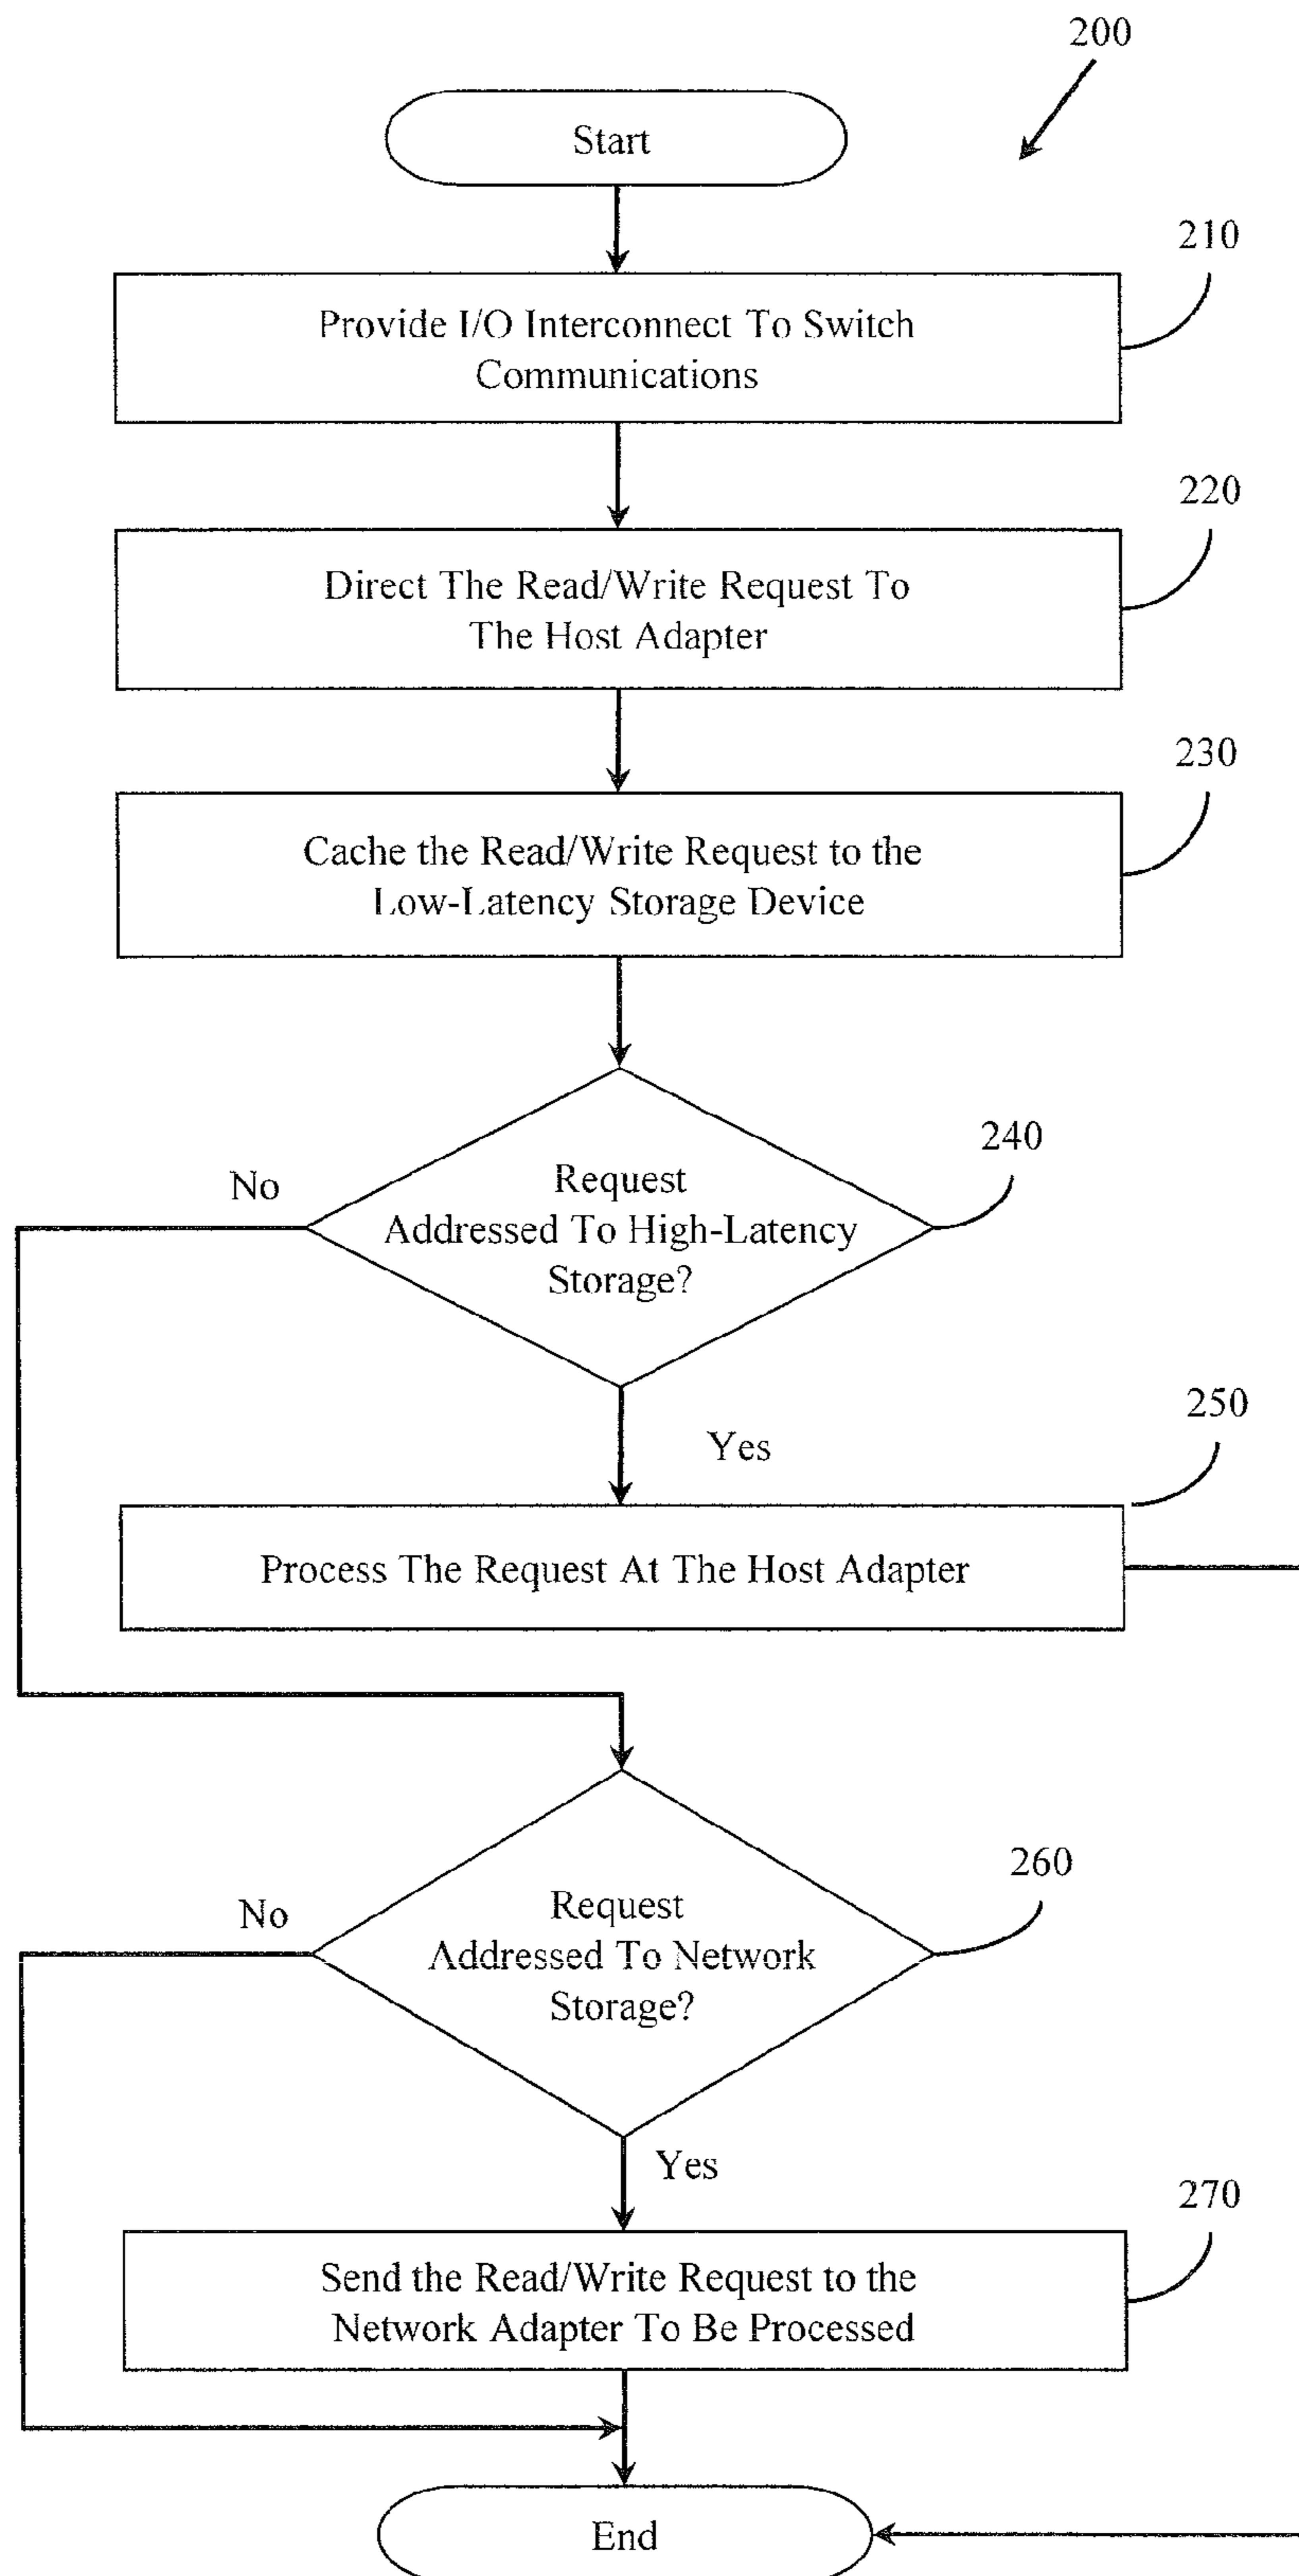 200
Start
210
Provide I/O Interconnect To Switch
Communications
220
Direct The Read/Write Request To
The Host Adapter
230
Cache the Read/Write Request to the
Low-Latency Storage Device
240
No
Request
Addressed To High-Latency
Storage?
Yes
250
Process The Request At The Host Adapter
260
No
Request
Addressed To Network
Storage?
Yes
270
Send the Read/Write Request to the
Network Adapter To Be Processed
End